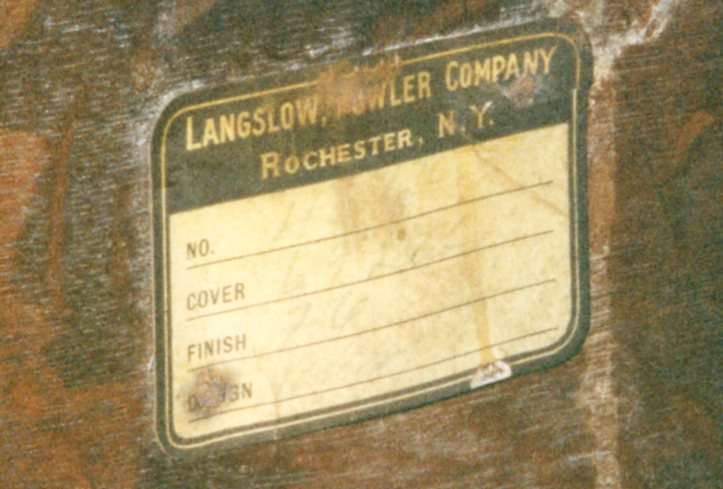 LANGSLOW, FOWLER COMPANY
ROCHESTER, N.Y.
NO.
COVER
FINISH
DESIGN